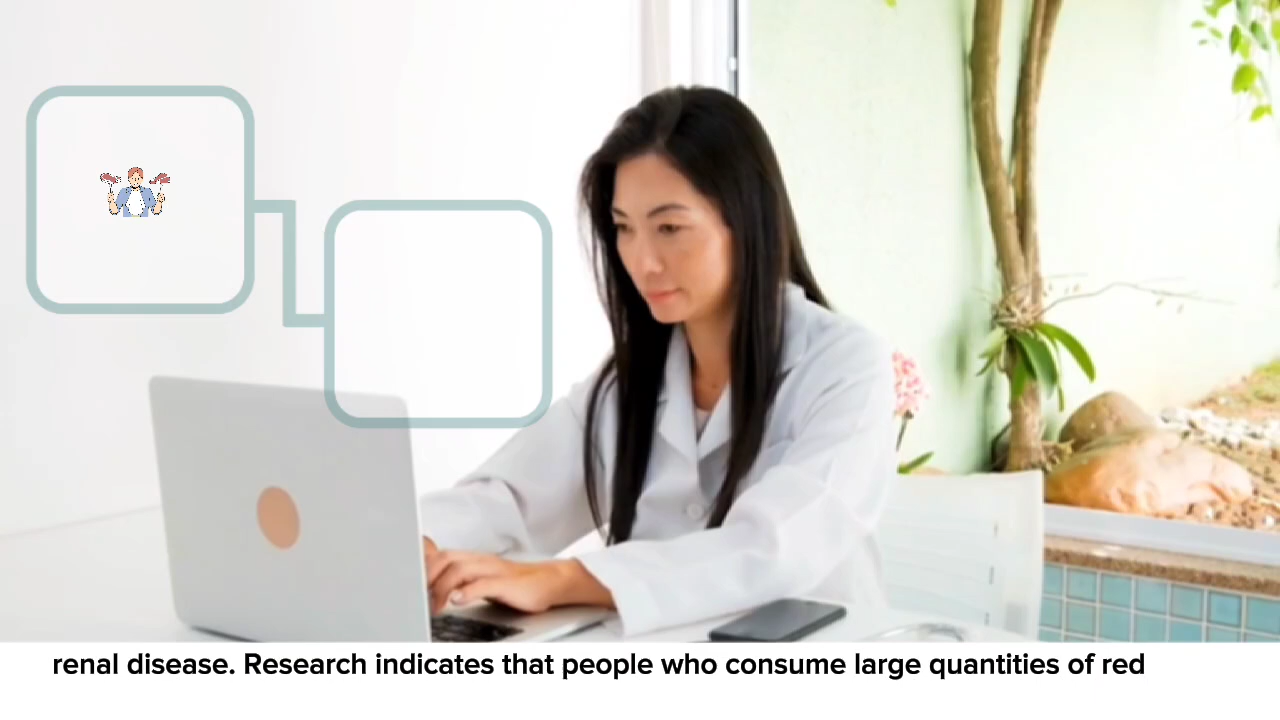 renal disease. Research indicates that people who consume large quantities of red